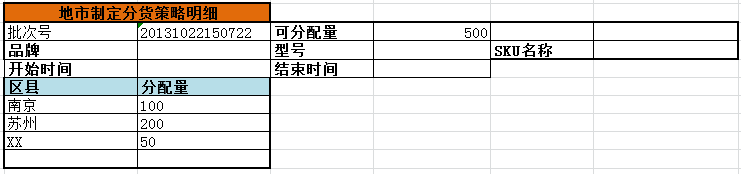 地市制定分货策略明细
批次号 20131022150722 可分配量 500
品牌 型号 SKU名称
开始时间 结束时间
区县 分配量
南京 100
苏州 200
XX 50